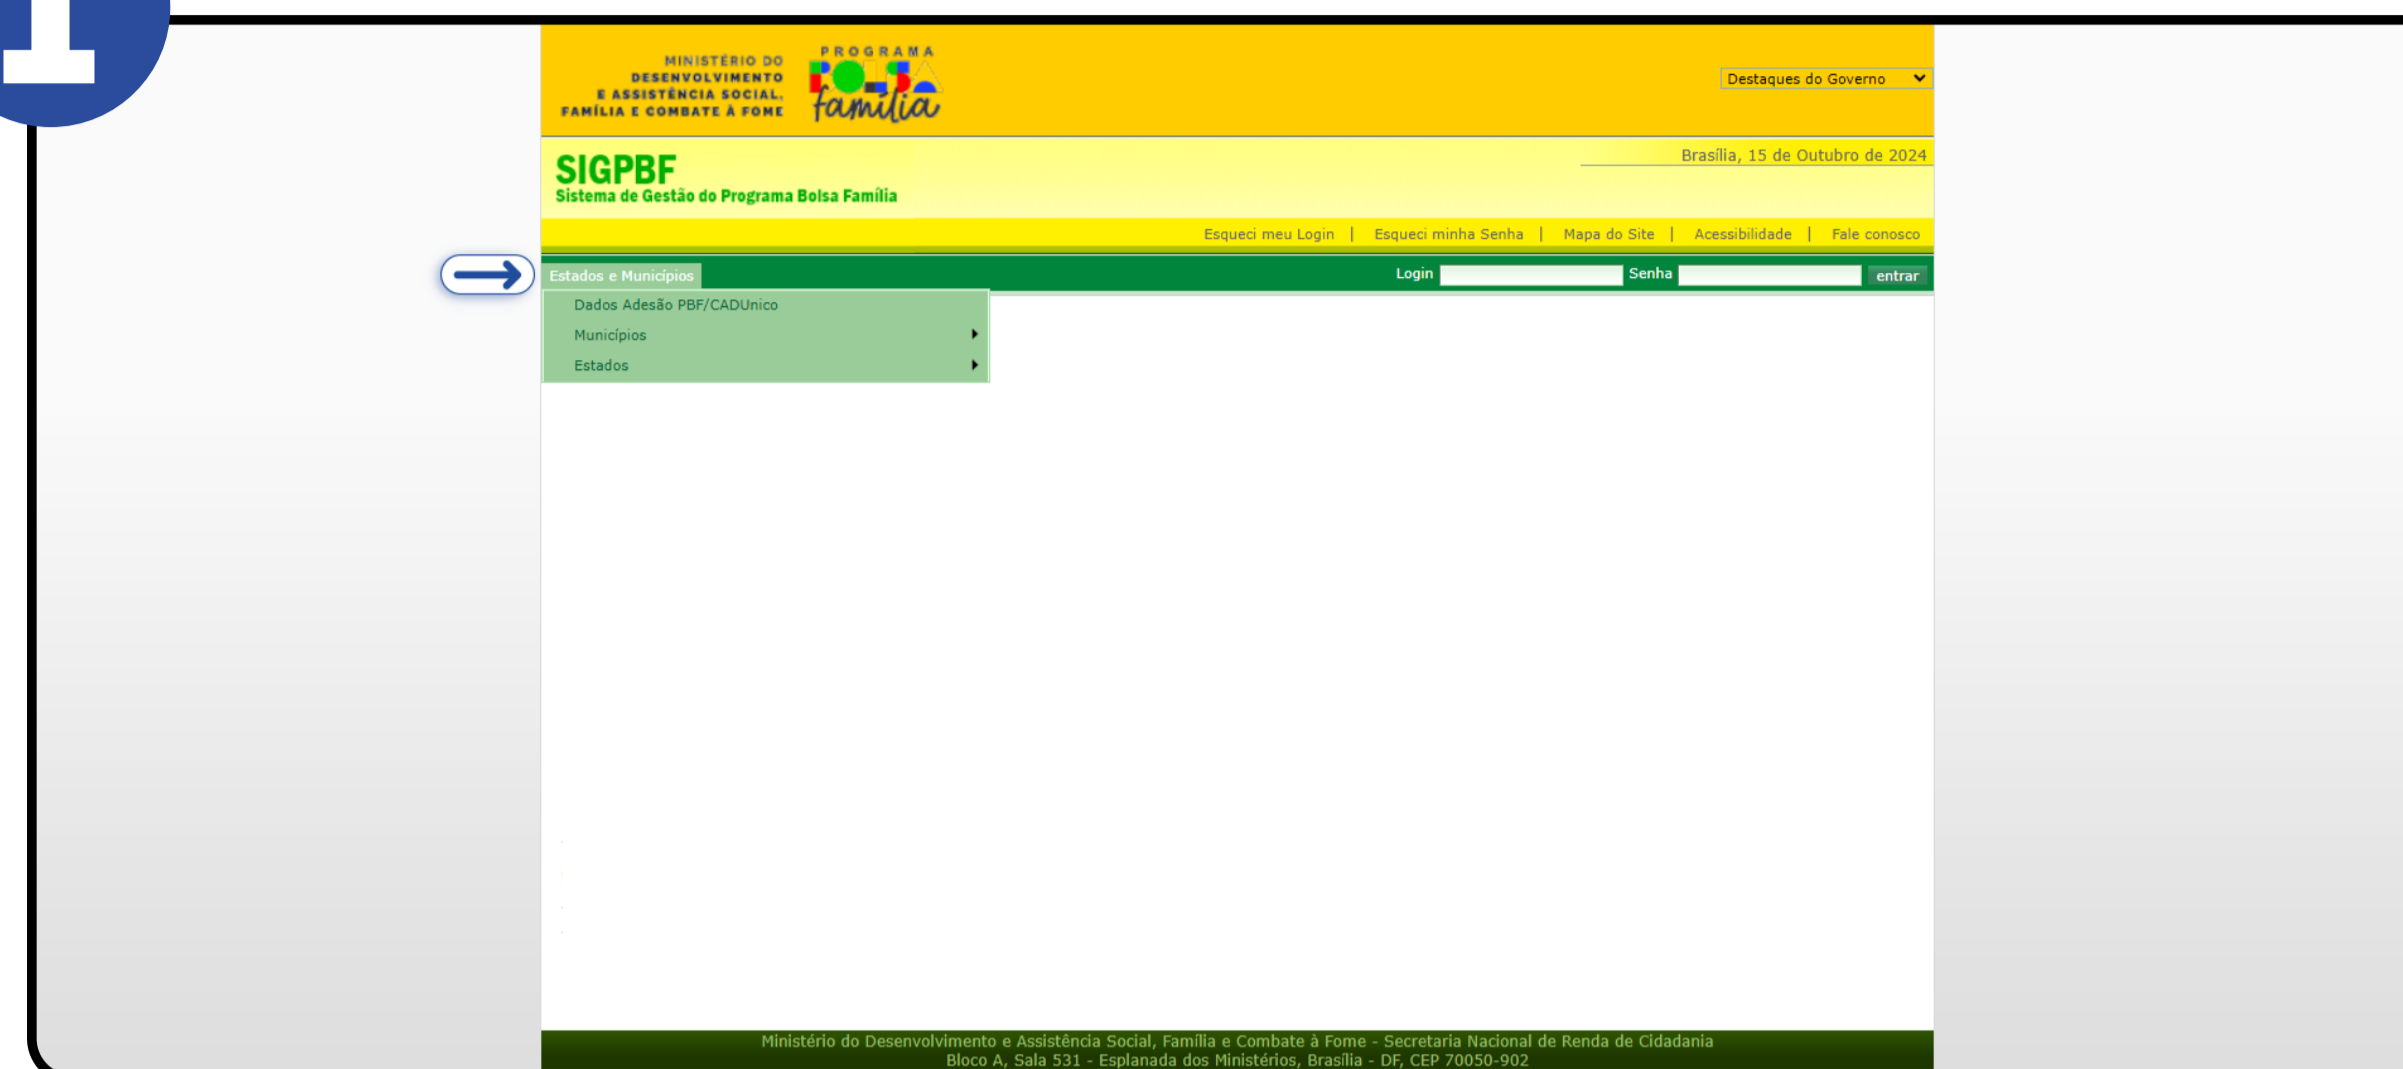 1
MINISTÉRIO DO
DESENVOLVIMENTO
E ASSISTÊNCIA SOCIAL,
FAMÍLIA E COMBATE À FOME
PROGRAMA
BOLSA
família
Destaques do Governo
SIGPBF
Sistema de Gestão do Programa Bolsa Família
Brasília, 15 de Outubro de 2024
Esqueci meu Login | Esqueci minha Senha | Mapa do Site | Acessibilidade | Fale conosco
Estados e Municípios
Login
Senha
entrar
Dados Adesão PBF/CADUnico
Municípios
Estados
Ministério do Desenvolvimento e Assistência Social, Família e Combate à Fome - Secretaria Nacional de Renda de Cidadania
Bloco A, Sala 531 - Esplanada dos Ministérios, Brasília - DF, CEP 70050-902